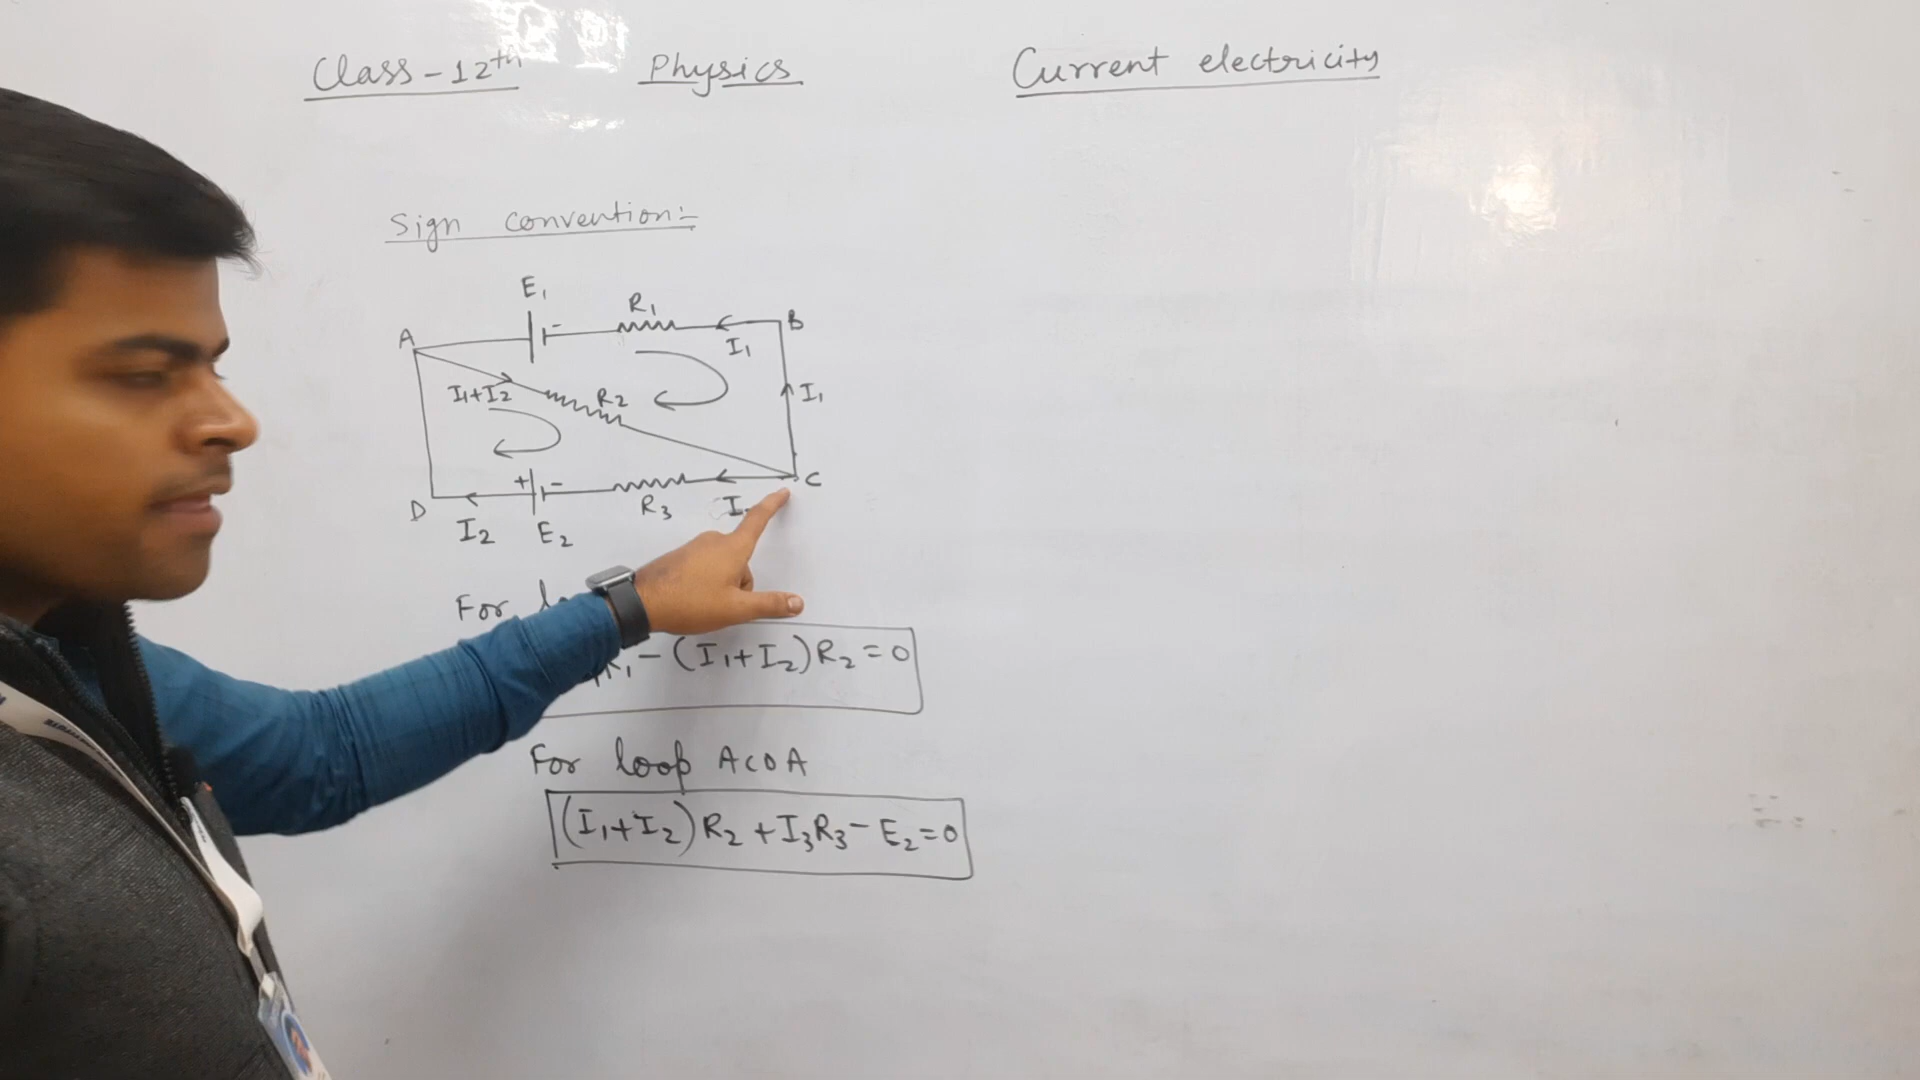 Class-12th Physics Current electricity
Sign convention:-
E1
R1
A - B
I1
I1+I2 R2 I1
+ - C
D R3
I2 E2
For
- (I1+I2)R2=0
For loop ACDA
(I1+I2)R2+I3R3-E2=0